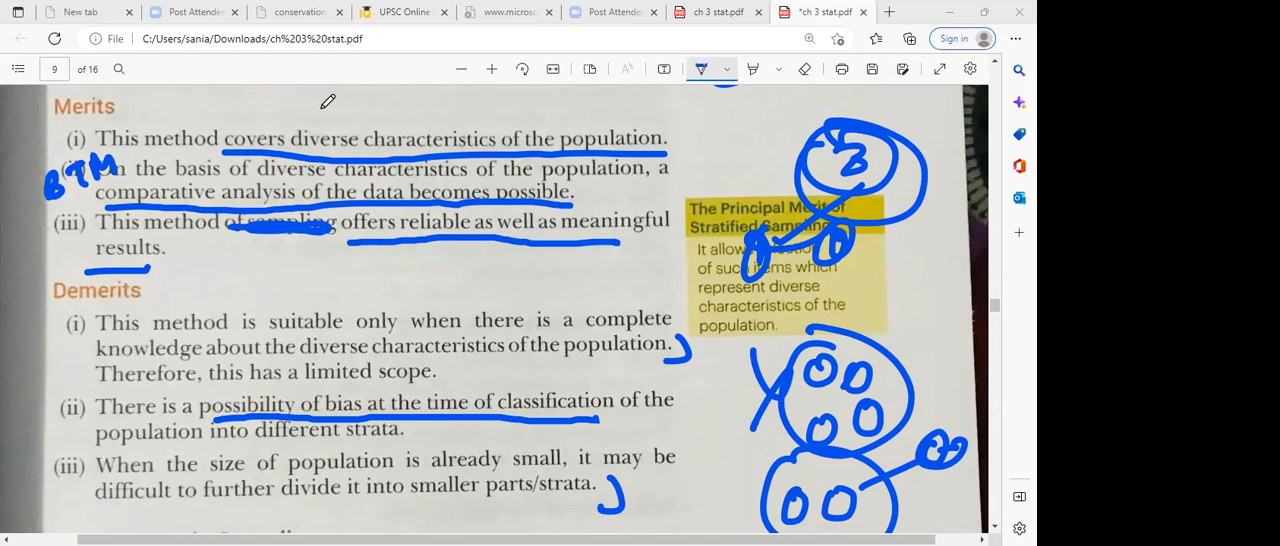 New tab
Post Attende
conservation-
UPSC Online
www.micros
Post Attende
ch 3 stat.pdf
*ch 3 stat.pdf
File
C:/Users/sania/Downloads/ch%203%20stat.pdf
Sign in
9 of 16
Merits
(i) This method covers diverse characteristics of the population.
BTM
the basis of diverse characteristics of the population, a
comparative analysis of the data becomes possible.
(iii) This method of sampling offers reliable as well as meaningful
results.
The Principal Merit of
Stratified Sampling
It allows
of such items which
represent diverse
characteristics of the
population.
Demerits
(i) This method is suitable only when there is a complete
knowledge about the diverse characteristics of the population.
Therefore, this has a limited scope.
(ii) There is a possibility of bias at the time of classification of the
population into different strata.
(iii) When the size of population is already small, it may be
difficult to further divide it into smaller parts/strata.